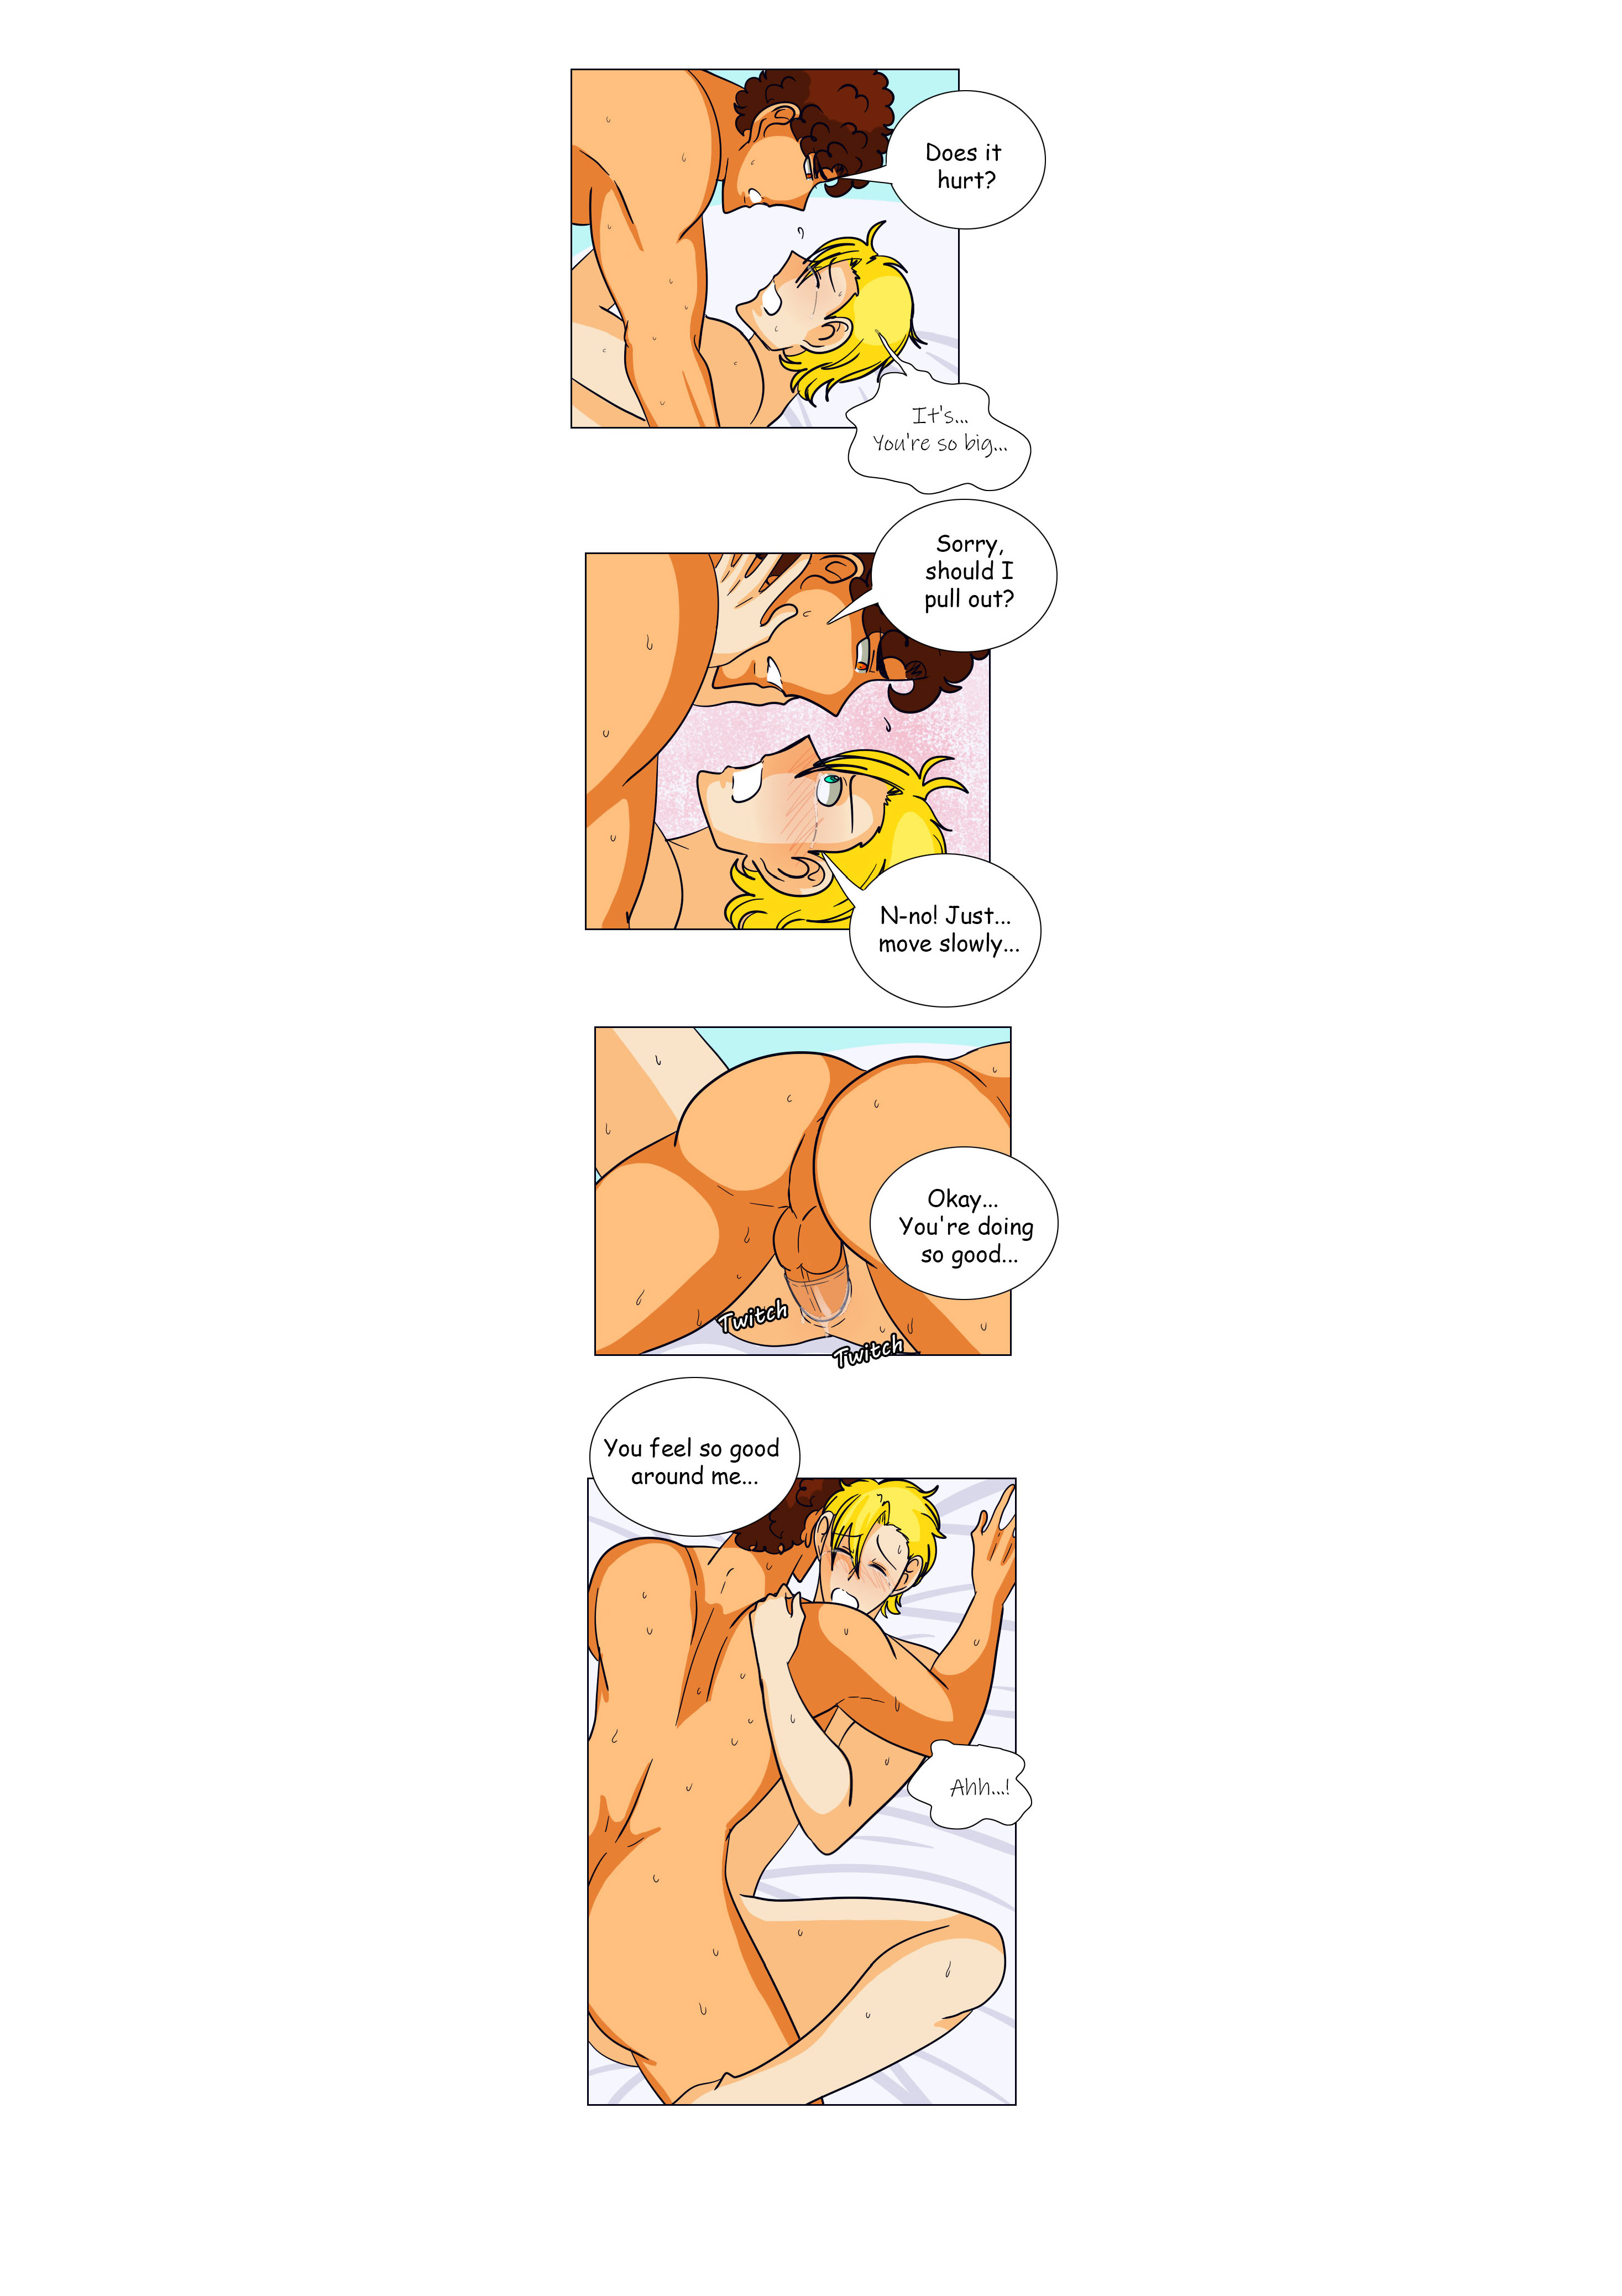 Does it
hurt?
It's...
You're so big...
Sorry,
should I
pull out?
N-no! Just...
move slowly...
Okay...
You're doing
so good...
Twitch
Twitch
You feel so good
around me...
Ahh...!